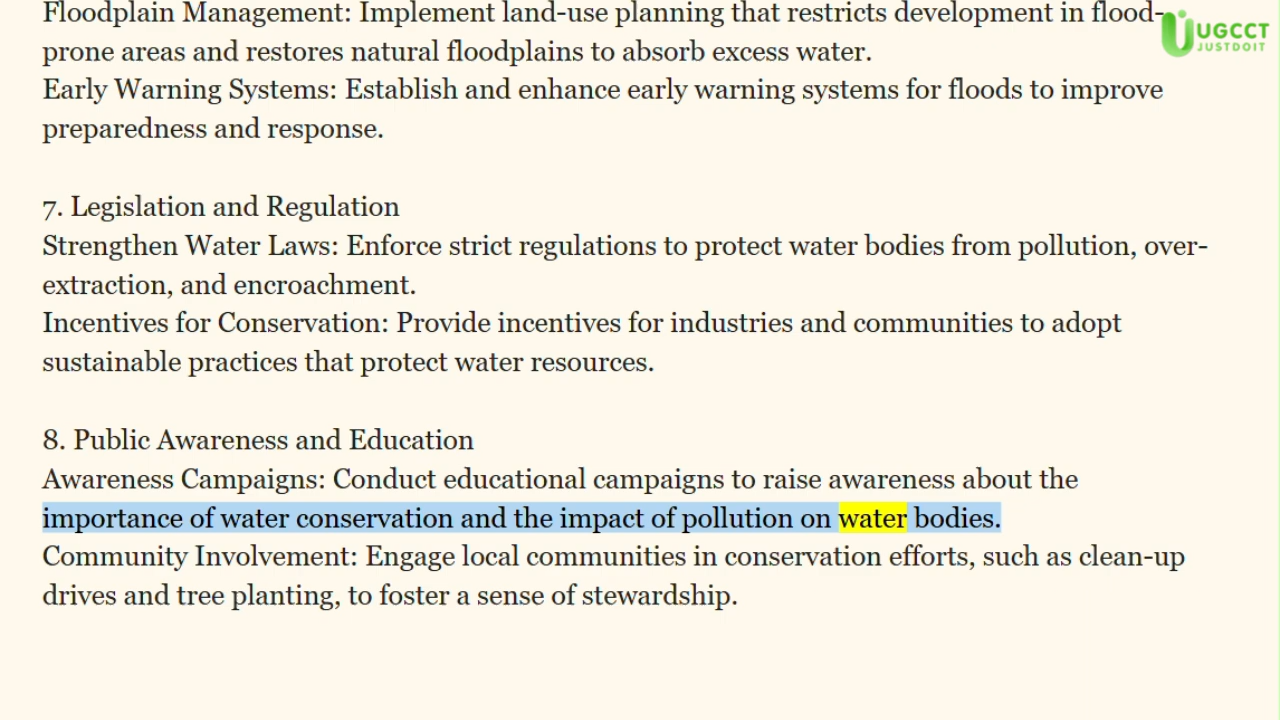 Floodplain Management: Implement land-use planning that restricts development in flood-
prone areas and restores natural floodplains to absorb excess water.
Early Warning Systems: Establish and enhance early warning systems for floods to improve
preparedness and response.
7. Legislation and Regulation
Strengthen Water Laws: Enforce strict regulations to protect water bodies from pollution, over-
extraction, and encroachment.
Incentives for Conservation: Provide incentives for industries and communities to adopt
sustainable practices that protect water resources.
8. Public Awareness and Education
Awareness Campaigns: Conduct educational campaigns to raise awareness about the
importance of water conservation and the impact of pollution on water bodies.
Community Involvement: Engage local communities in conservation efforts, such as clean-up
drives and tree planting, to foster a sense of stewardship.
UGCCT
JUSTDOIT